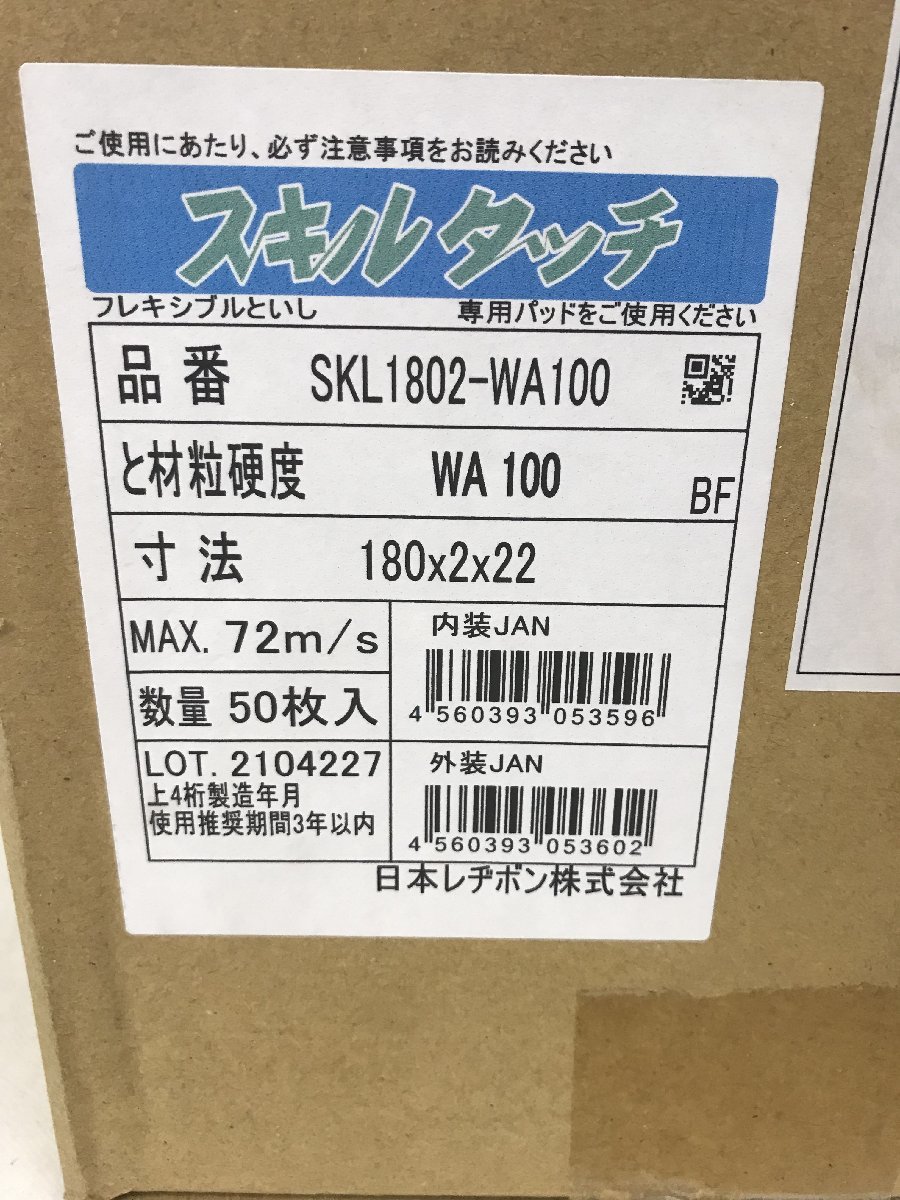 ご使用にあたり、必ず注意事項をお読みください
スキルタッチ
フレキシブルといし 専用パッドをご使用ください
品番 SKL1802-WA100
と材粒硬度 WA 100 BF
寸法 180x2x22
MAX. 72m/s
数量 50枚入
LOT. 2104227
上4桁製造年月
使用推奨期間3年以内
内装JAN
4 560393 053596
外装JAN
4 560393 053602
日本レヂボン株式会社